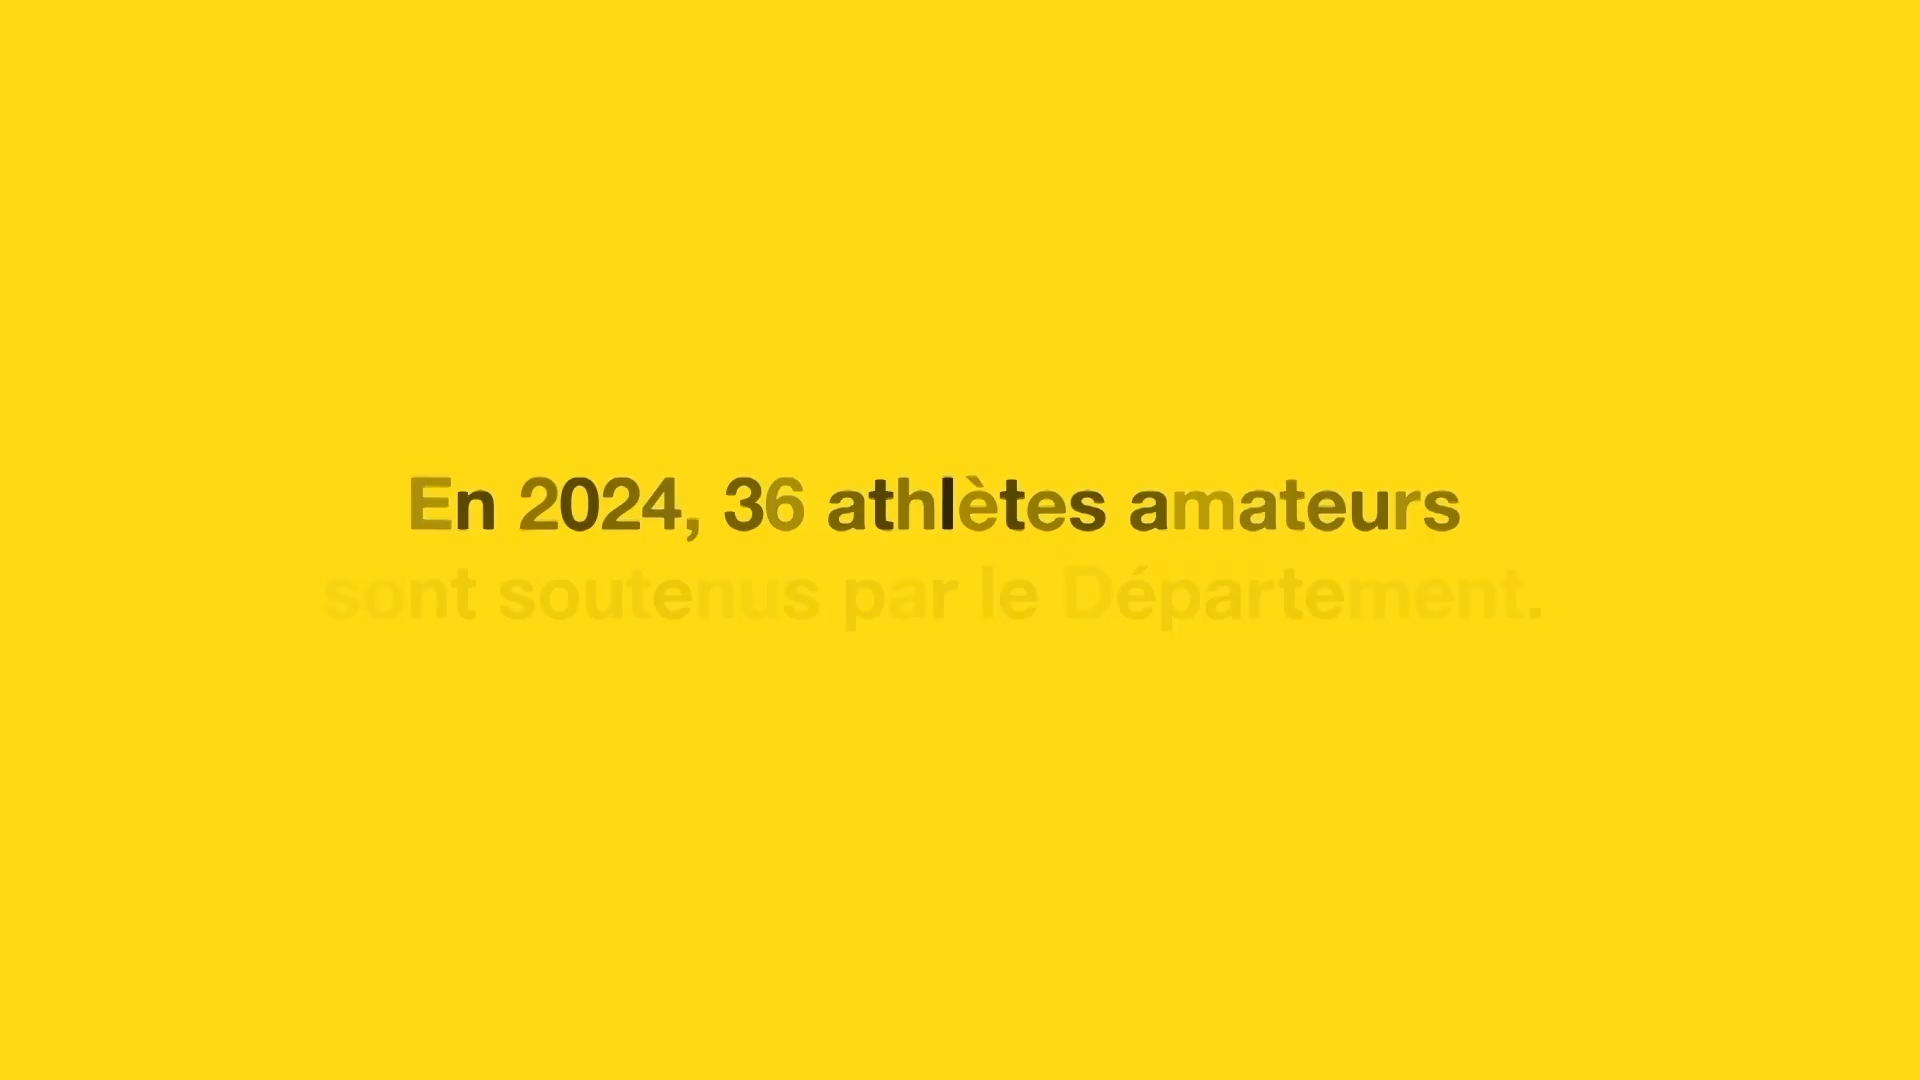 En 2024, 36 athlètes amateurs
sont soutenus par le Département.